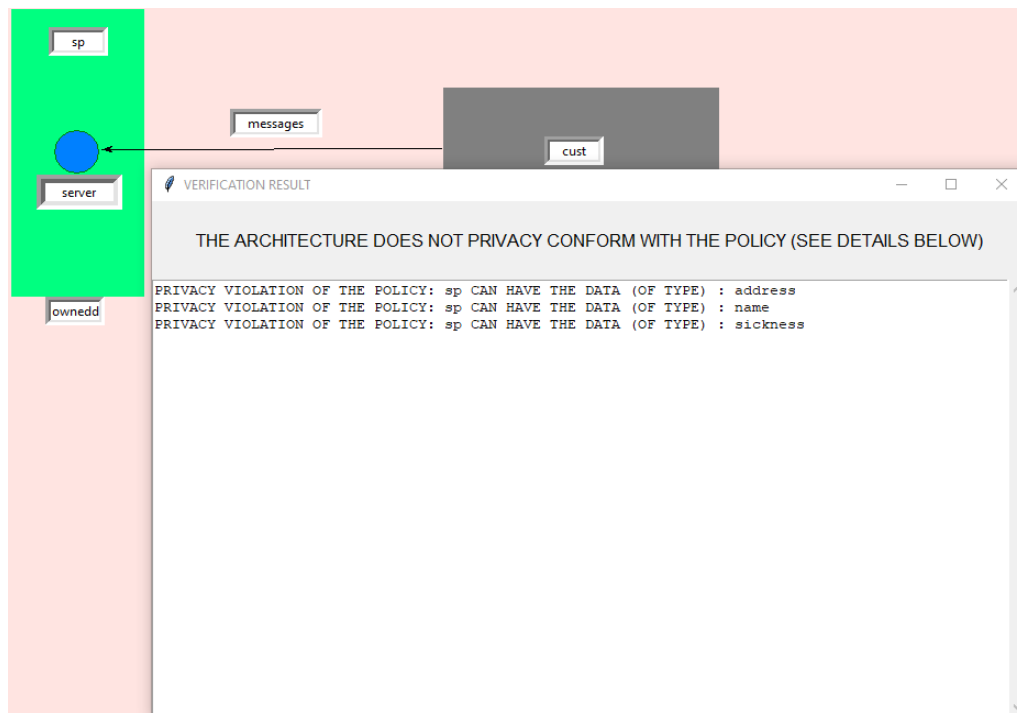 sp
messages
cust
server
ownedd
VERIFICATION RESULT
THE ARCHITECTURE DOES NOT PRIVACY CONFORM WITH THE POLICY (SEE DETAILS BELOW)
PRIVACY VIOLATION OF THE POLICY: sp CAN HAVE THE DATA (OF TYPE) : address
PRIVACY VIOLATION OF THE POLICY: sp CAN HAVE THE DATA (OF TYPE) : name
PRIVACY VIOLATION OF THE POLICY: sp CAN HAVE THE DATA (OF TYPE) : sickness